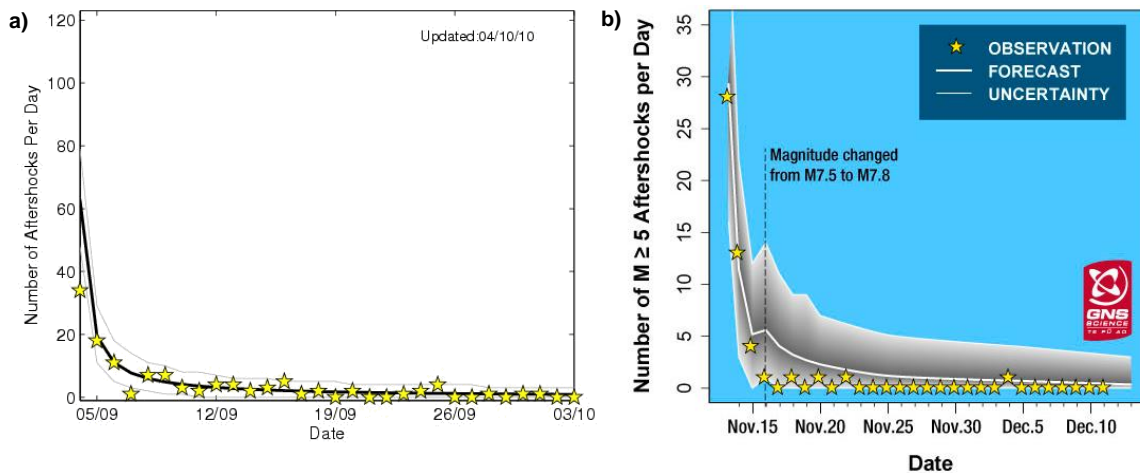 a)
Number of Aftershocks Per Day
120
100
80
60
40
20
0
Updated:04/10/10
05/09
12/09
19/09
26/09
03/10
Date
b)
Number of M ≥ 5 Aftershocks per Day
35
30
25
20
15
10
5
0
OBSERVATION
FORECAST
UNCERTAINTY
Magnitude changed
from M7.5 to M7.8
GNS
SCIENCE
TE PŪ AO
Nov.15
Nov.20
Nov.25
Nov.30
Dec.5
Dec.10
Date